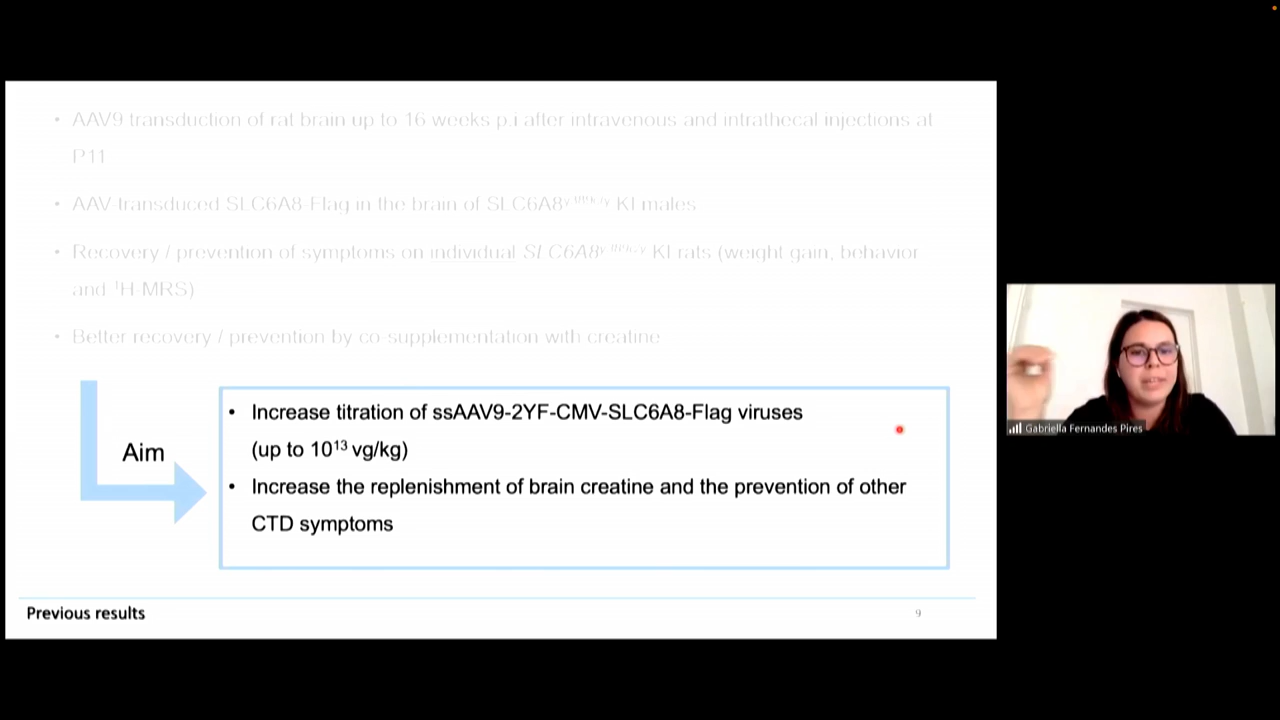 • AAV9 transduction of rat brain up to 16 weeks p.i after intravenous and intrathecal injections at
P11
• AAV-transduced SLC6A8-Flag in the brain of KI males
• Recovery / prevention of symptoms on individual KI rats (weight gain, behavior
and ¹H MRS)
• Better recovery / prevention by co-supplementation with creatine
Aim
• Increase titration of ssAAV9-2YF-CMV-SLC6A8-Flag viruses
(up to 10¹³ vg/kg)
• Increase the replenishment of brain creatine and the prevention of other
CTD symptoms
Previous results
9
Gabriella Fernandes Pires